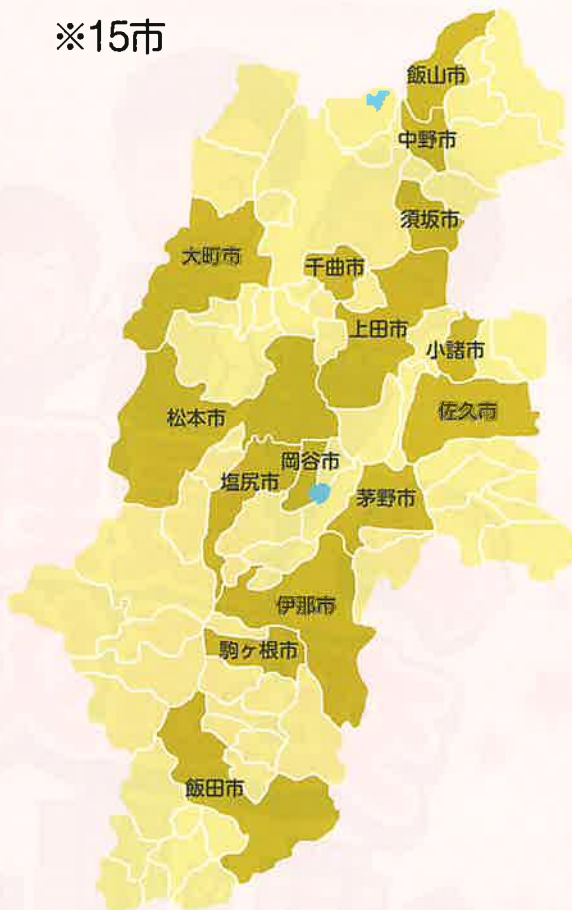 ※15市
飯山市
中野市
須坂市
大町市
千曲市
上田市
小諸市
佐久市
松本市
岡谷市
塩尻市
茅野市
伊那市
駒ヶ根市
飯田市